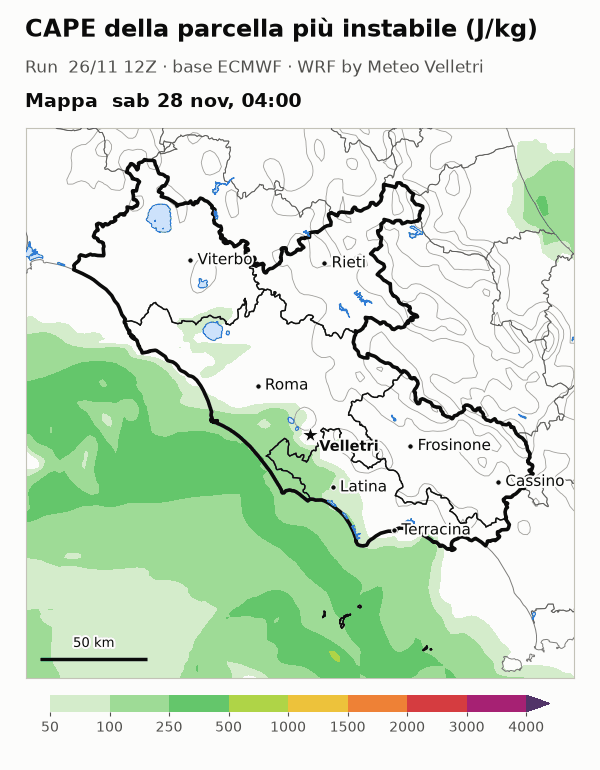 CAPE della parcella più instabile (J/kg)
Run  26/11 12Z · base ECMWF · WRF by Meteo Velletri
Mappa  sab 28 nov, 04:00
Viterbo
Rieti
Roma
Velletri
Frosinone
Latina
Cassino
Terracina
50 km
50 100 250 500 1000 1500 2000 3000 4000